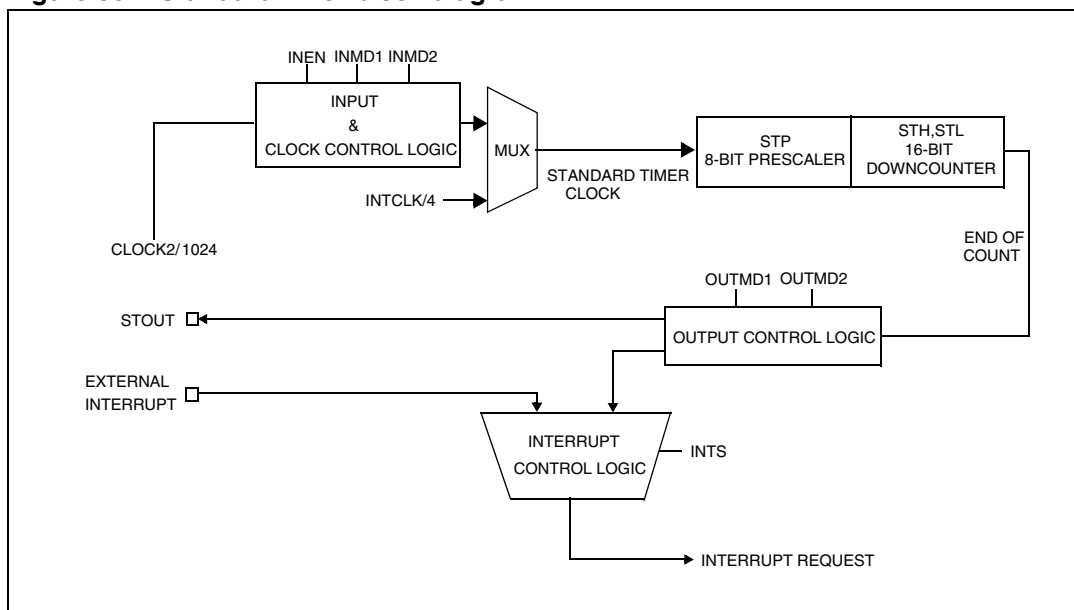 INEN INMD1 INMD2
INPUT
&
CLOCK CONTROL LOGIC
MUX
INTCLK/4
CLOCK2/1024
STANDARD TIMER
CLOCK
STP
8-BIT PRESCALER
STH,STL
16-BIT
DOWNCOUNTER
END OF
COUNT
OUTMD1 OUTMD2
OUTPUT CONTROL LOGIC
STOUT
EXTERNAL
INTERRUPT
INTERRUPT
CONTROL LOGIC
INTS
INTERRUPT REQUEST